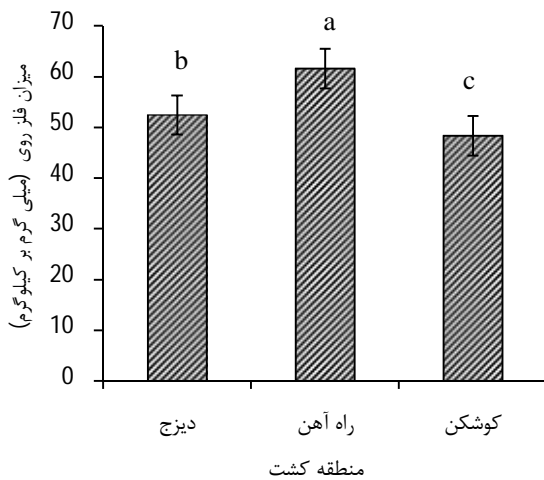 میزان فلز روی (میلی گرم بر کیلوگرم)
70
60
50
40
30
20
10
0
b
a
c
دیزج
راه آهن
کوشکن
منطقه کشت